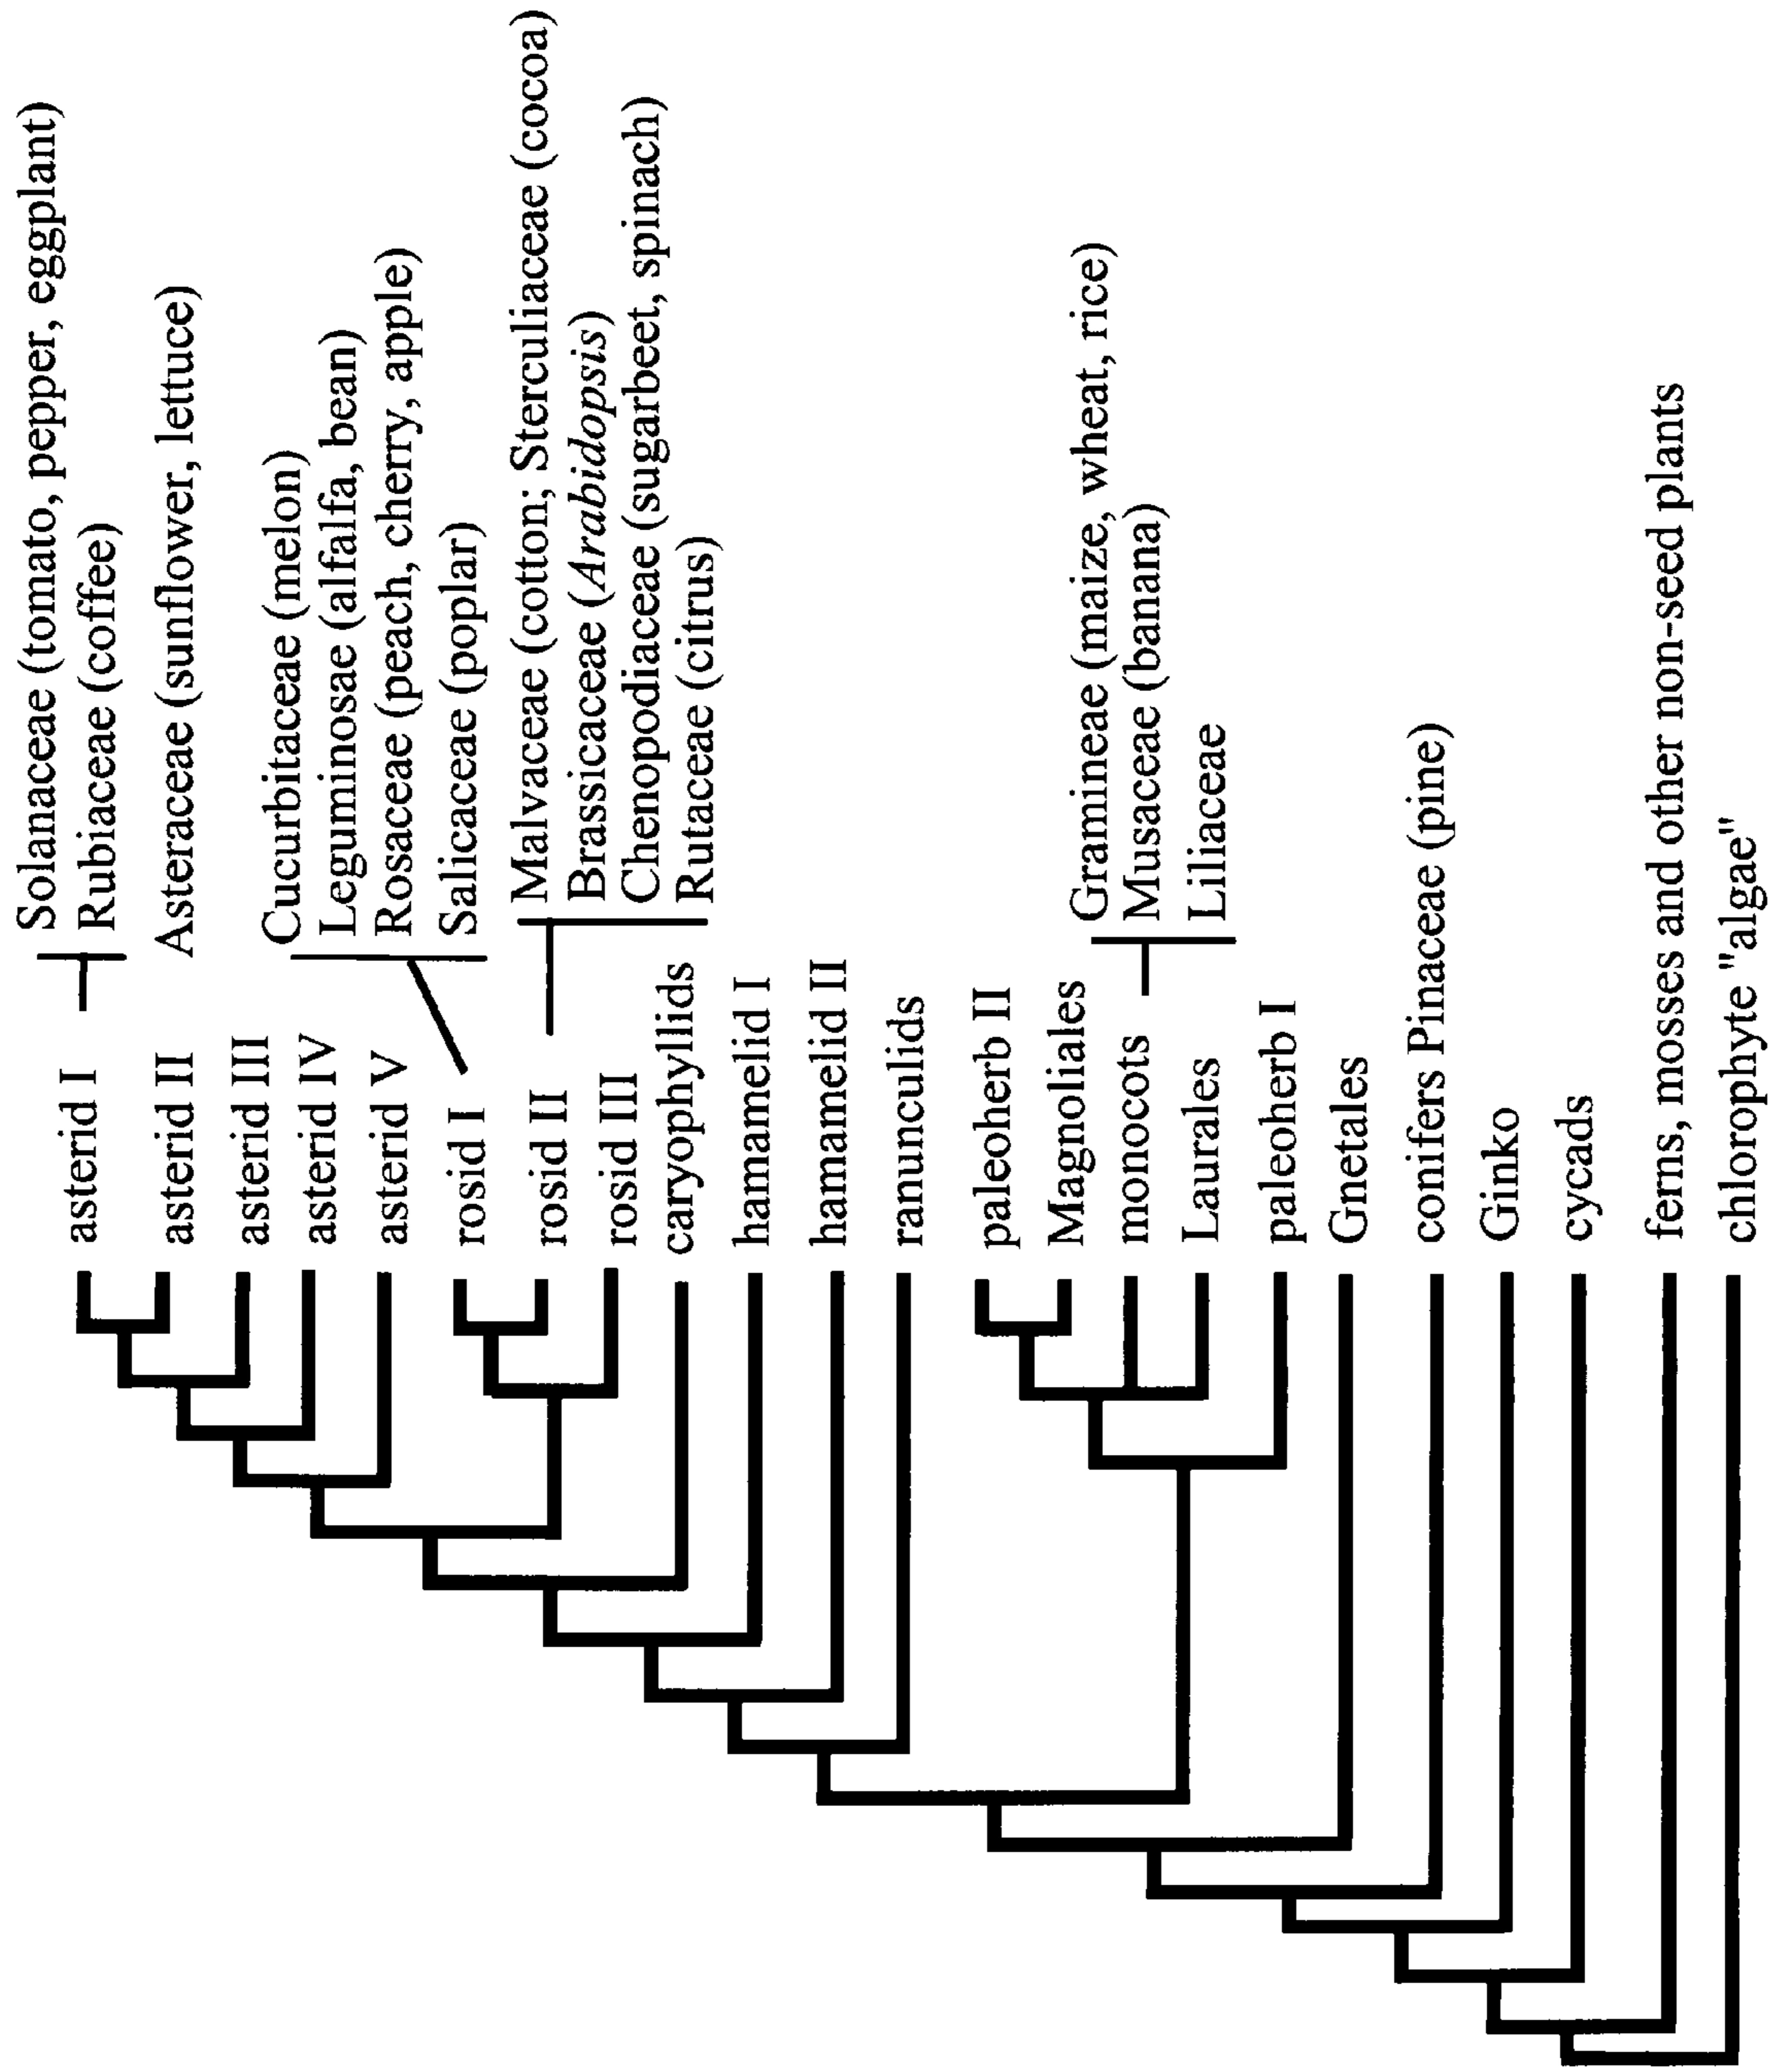 Solanaceae (tomato, pepper, eggplant)
asterid I
Rubiaceae (coffee)
asterid II
Asteraceae (sunflower, lettuce)
asterid III
asterid IV
asterid V
Cucurbitaceae (melon)
Leguminosae (alfalfa, bean)
Rosaceae (peach, cherry, apple)
rosid I
Salicaceae (poplar)
Malvaceae (cotton; Sterculiaceae (cocoa)
rosid II
Brassicaceae (Arabidopsis)
rosid III
Chenopodiaceae (sugarbeet, spinach)
caryophyllids
Rutaceae (citrus)
hamamelid I
hamamelid II
ranunculids
paleoherb II
Magnoliales
Gramineae (maize, wheat, rice)
monocots
Musaceae (banana)
Laurales
Liliaceae
paleoherb I
Gnetales
conifers Pinaceae (pine)
Ginko
cycads
ferns, mosses and other non-seed plants
chlorophyte "algae"